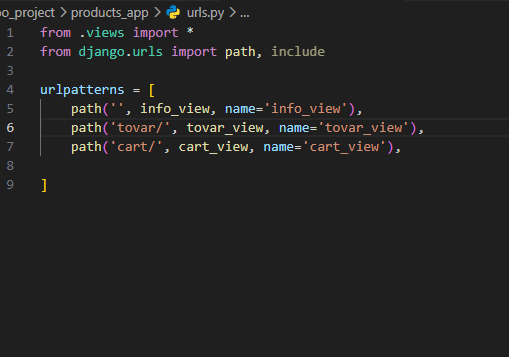 oo_project > products_app > urls.py > ...
1 from .views import *
2 from django.urls import path, include
3
4 urlpatterns = [
5     path('', info_view, name='info_view'),
6     path('tovar/', tovar_view, name='tovar_view'),
7     path('cart/', cart_view, name='cart_view'),
8
9 ]